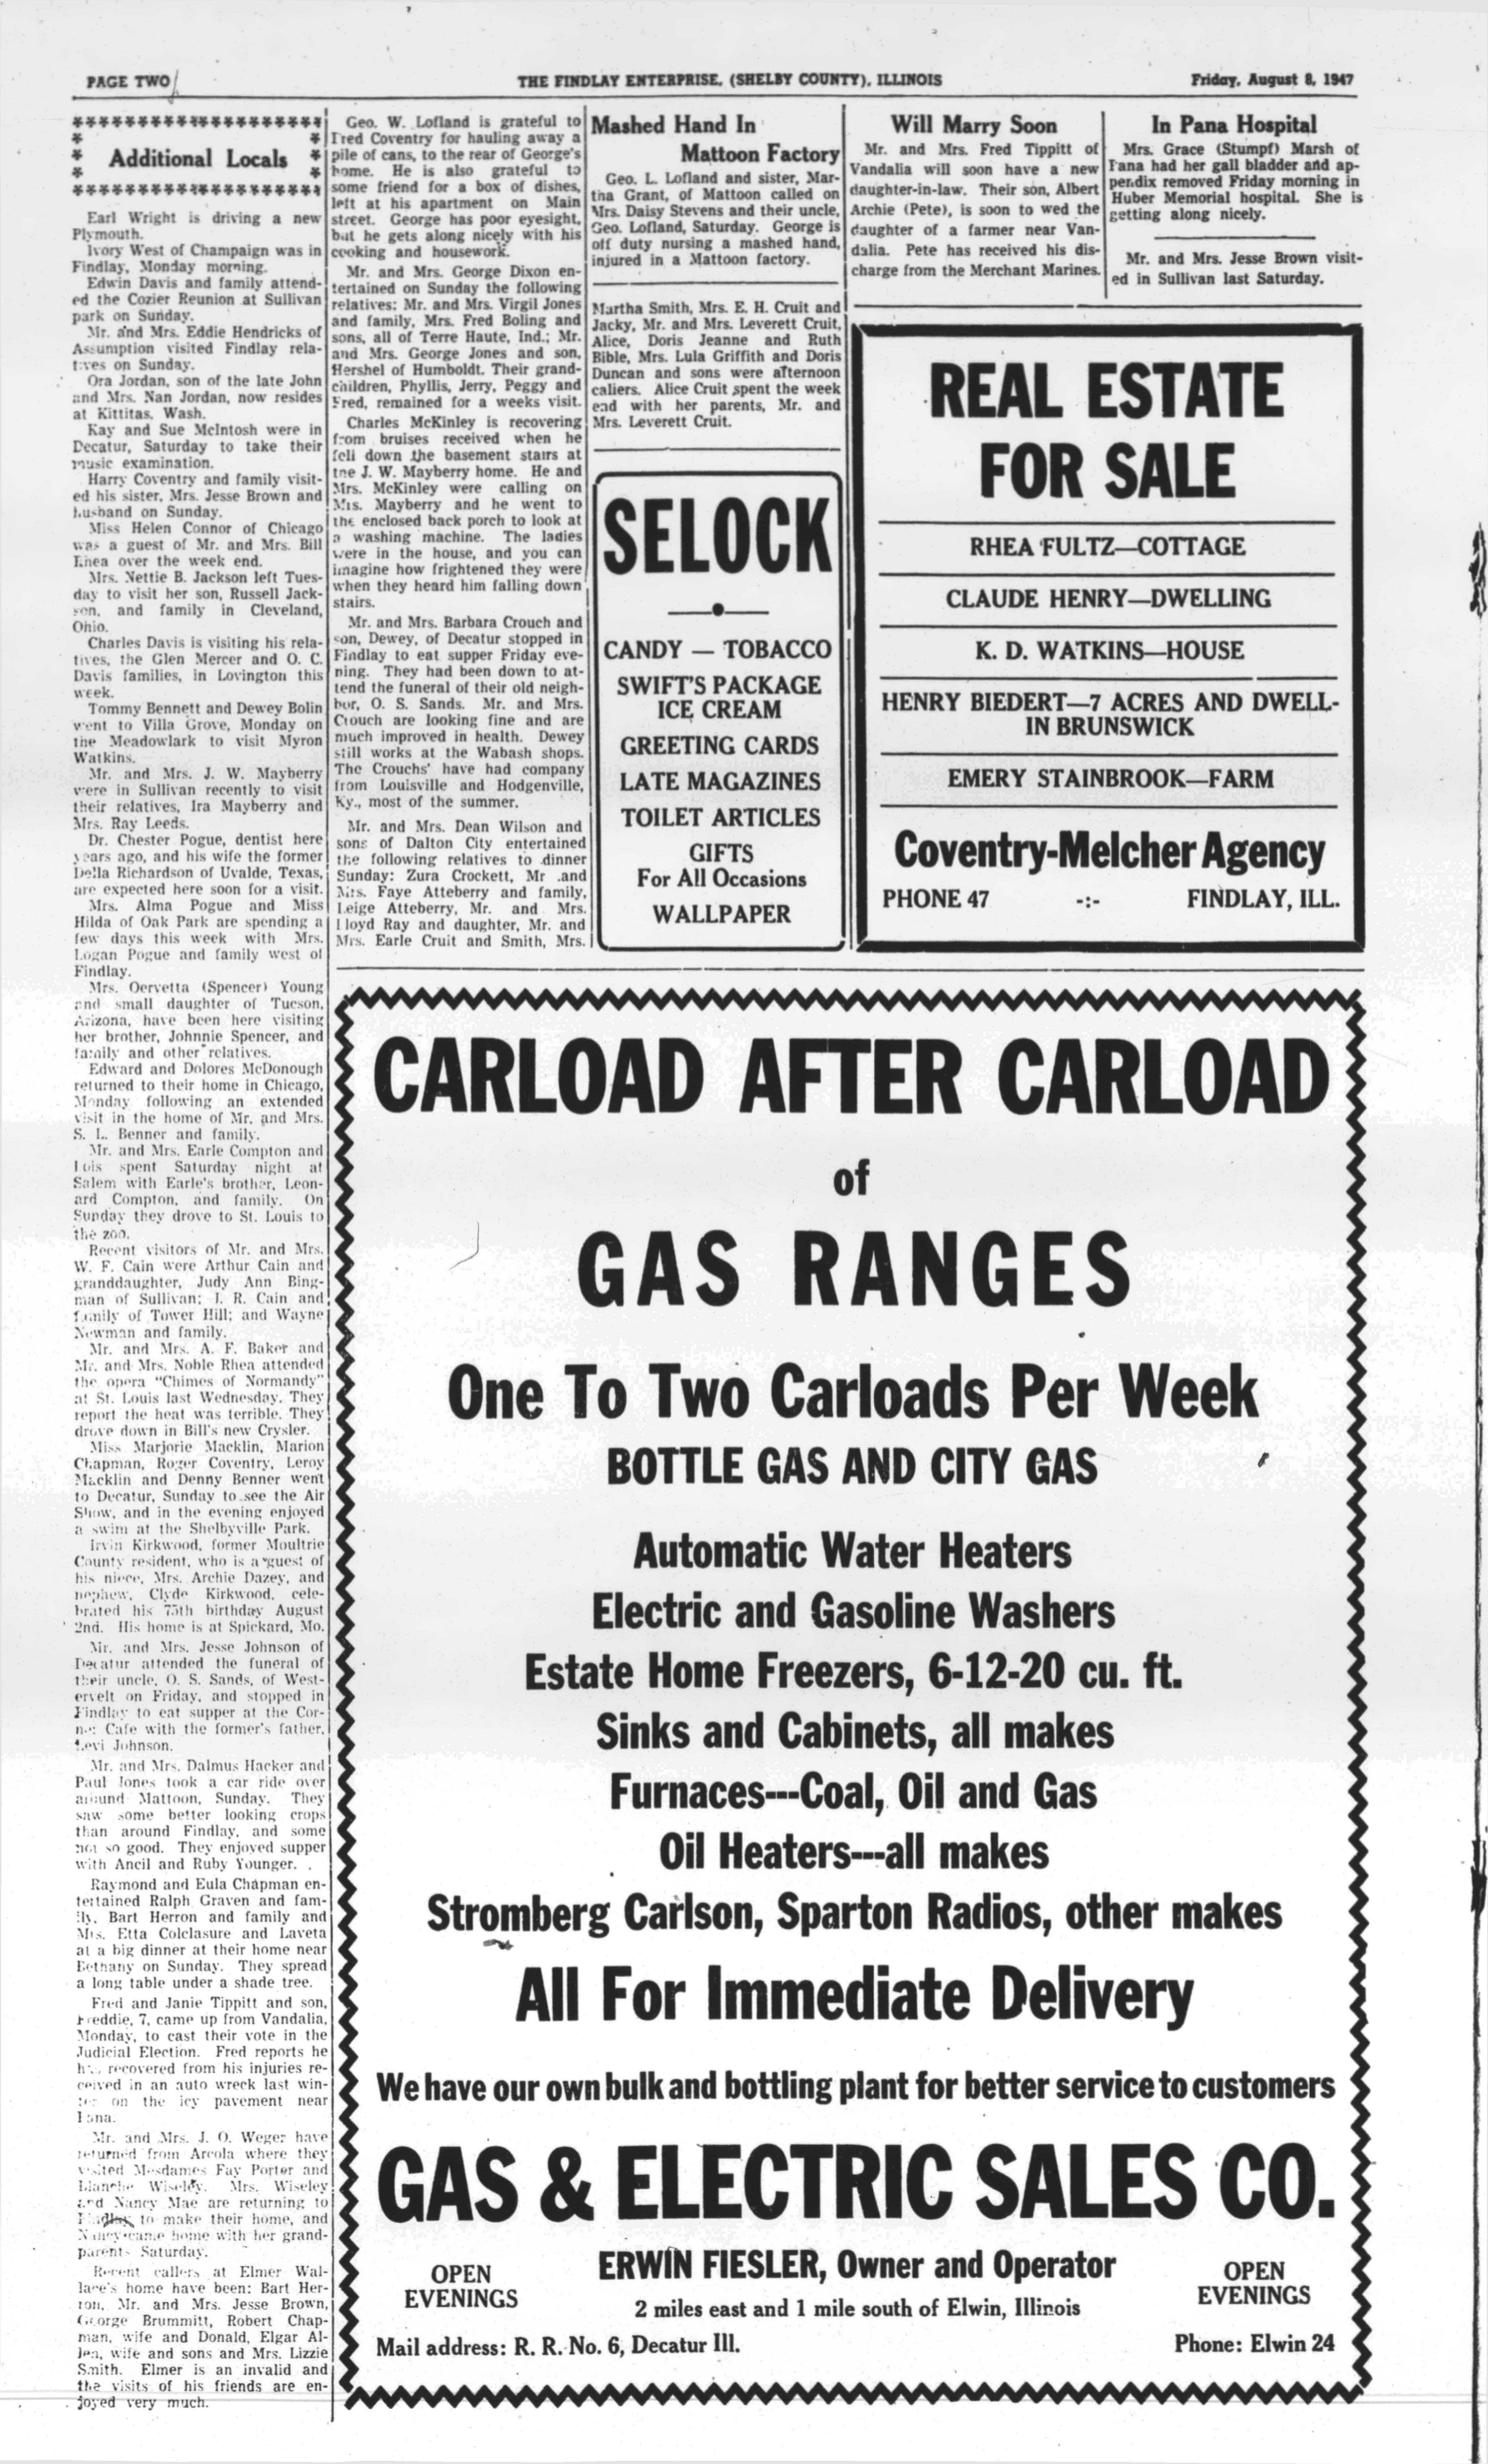 PAGE TWO
THE FINDLAY ENTERPRISE, (SHELBY COUNTY), ILLINOIS
Friday, August 8, 1947
Additional Locals
Earl Wright is driving a new
Plymouth.
Ivory West of Champaign was in
Findlay, Monday morning.
Edwin Davis and family attend-
ed the Cozier Reunion at Sullivan
park on Sunday.
Mr. and Mrs. Eddie Hendricks of
Assumption visited Findlay rela-
tives on Sunday.
Ora Jordan, son of the late John
and Mrs. Nan Jordan, now resides
at Kittitas, Wash.
Kay and Sue McIntosh were in
Decatur, Saturday to take their
music examination.
Harry Coventry and family visit-
ed his sister, Mrs. Jesse Brown and
husband on Sunday.
Miss Helen Connor of Chicago
was a guest of Mr. and Mrs. Bill
Rhea over the week end.
Mrs. Nettie B. Jackson left Tues-
day to visit her son, Russell Jack-
son, and family in Cleveland,
Ohio.
Charles Davis is visiting his rela-
tives, the Glen Mercer and O. C.
Davis families, in Lovington this
week.
Tommy Bennett and Dewey Bolin
went to Villa Grove, Monday on
the Meadowlark to visit Myron
Watkins.
Mr. and Mrs. J. W. Mayberry
were in Sullivan recently to visit
their relatives, Ira Mayberry and
Mrs. Ray Leeds.
Dr. Chester Pogue, dentist here
years ago, and his wife the former
Della Richardson of Uvalde, Texas,
are expected here soon for a visit.
Mrs. Alma Pogue and Miss
Hilda of Oak Park are spending a
few days this week with Mrs.
Logan Pogue and family west of
Findlay.
Mrs. Oervetta (Spencer) Young
and small daughter of Tucson,
Arizona, have been here visiting
her brother, Johnnie Spencer, and
family and other relatives.
Edward and Dolores McDonough
returned to their home in Chicago,
Monday following an extended
visit in the home of Mr. and Mrs.
S. L. Benner and family.
Mr. and Mrs. Earle Compton and
Lois spent Saturday night at
Salem with Earle's brother, Leon-
ard Compton, and family. On
Sunday they drove to St. Louis to
the zoo.
Recent visitors of Mr. and Mrs.
W. F. Cain were Arthur Cain and
granddaughter, Judy Ann Bing-
man of Sullivan; J. R. Cain and
family of Tower Hill; and Wayne
Newman and family.
Mr. and Mrs. A. F. Baker and
Mr. and Mrs. Noble Rhea attended
the opera "Chimes of Normandy"
at St. Louis last Wednesday. They
report the heat was terrible. They
drove down in Bill's new Crysler.
Miss Marjorie Macklin, Marion
Chapman, Roger Coventry, Leroy
Macklin and Denny Benner went
to Decatur, Sunday to see the Air
Show, and in the evening enjoyed
a swim at the Shelbyville Park.
Irvin Kirkwood, former Moultrie
County resident, who is a guest of
his niece, Mrs. Archie Dazey, and
nephew, Clyde Kirkwood, cele-
brated his 75th birthday August
2nd. His home is at Spickard, Mo.
Mr. and Mrs. Jesse Johnson of
Decatur attended the funeral of
their uncle, O. S. Sands, of West-
ervelt on Friday, and stopped in
Findlay to eat supper at the Cor-
ner Cafe with the former's father,
Levi Johnson.
Mr. and Mrs. Dalmus Hacker and
Paul Jones took a car ride over
around Mattoon, Sunday. They
saw some better looking crops
than around Findlay, and some
not so good. They enjoyed supper
with Ancil and Ruby Younger.
Raymond and Eula Chapman en-
tertained Ralph Graven and fam-
ily, Bart Herron and family and
Mrs. Etta Colclasure and Laveta
at a big dinner at their home near
Bethany on Sunday. They spread
a long table under a shade tree.
Fred and Janie Tippitt and son,
Freddie, 7, came up from Vandalia,
Monday, to cast their vote in the
Judicial Election. Fred reports he
has recovered from his injuries re-
ceived in an auto wreck last win-
ter on the icy pavement near
Pana.
Mr. and Mrs. J. O. Weger have
returned from Arcola where they
visited Mesdames Fay Porter and
Blanche Wiseley. Mrs. Wiseley
and Nancy Mae are returning to
to make their home, and
Nancy came home with her grand-
parents Saturday.
Recent callers at Elmer Wal-
lace's home have been: Bart Her-
ron, Mr. and Mrs. Jesse Brown,
George Brummitt, Robert Chap-
man, wife and Donald, Elgar Al-
len, wife and sons and Mrs. Lizzie
Smith. Elmer is an invalid and
the visits of his friends are en-
joyed very much.
Geo. W. Lofland is grateful to
Fred Coventry for hauling away a
pile of cans, to the rear of George's
home. He is also grateful to
some friend for a box of dishes,
left at his apartment on Main
street. George has poor eyesight,
but he gets along nicely with his
cooking and housework.
Mr. and Mrs. George Dixon en-
tertained on Sunday the following
relatives: Mr. and Mrs. Virgil Jones
and family, Mrs. Fred Boling and
sons, all of Terre Haute, Ind.; Mr.
and Mrs. George Jones and son,
Hershel of Humboldt. Their grand-
children, Phyllis, Jerry, Peggy and
Fred, remained for a weeks visit.
Charles McKinley is recovering
from bruises received when he
fell down the basement stairs at
the J. W. Mayberry home. He and
Mrs. McKinley were calling on
Mrs. Mayberry and he went to
the enclosed back porch to look at
a washing machine. The ladies
were in the house, and you can
imagine how frightened they were
when they heard him falling down
stairs.
Mr. and Mrs. Barbara Crouch and
son, Dewey, of Decatur stopped in
Findlay to eat supper Friday eve-
ning. They had been down to at-
tend the funeral of their old neigh-
bor, O. S. Sands. Mr. and Mrs.
Crouch are looking fine and are
much improved in health. Dewey
still works at the Wabash shops.
The Crouchs' have had company
from Louisville and Hodgenville,
Ky., most of the summer.
Mr. and Mrs. Dean Wilson and
sons of Dalton City entertained
the following relatives to dinner
Sunday: Zura Crockett, Mr .and
Mrs. Faye Atteberry and family,
Leige Atteberry, Mr. and Mrs.
Lloyd Ray and daughter, Mr. and
Mrs. Earle Cruit and Smith, Mrs.
Mashed Hand In
Mattoon Factory
Geo. L. Lofland and sister, Mar-
tha Grant, of Mattoon called on
Mrs. Daisy Stevens and their uncle,
Geo. Lofland, Saturday. George is
off duty nursing a mashed hand,
injured in a Mattoon factory.
Martha Smith, Mrs. E. H. Cruit and
Jacky, Mr. and Mrs. Leverett Cruit,
Alice, Doris Jeanne and Ruth
Bible, Mrs. Lula Griffith and Doris
Duncan and sons were afternoon
callers. Alice Cruit spent the week
end with her parents, Mr. and
Mrs. Leverett Cruit.
SELOCK
CANDY — TOBACCO
SWIFT'S PACKAGE
ICE CREAM
GREETING CARDS
LATE MAGAZINES
TOILET ARTICLES
GIFTS
For All Occasions
WALLPAPER
Will Marry Soon
Mr. and Mrs. Fred Tippitt of
Vandalia will soon have a new
daughter-in-law. Their son, Albert
Archie (Pete), is soon to wed the
daughter of a farmer near Van-
dalia. Pete has received his dis-
charge from the Merchant Marines.
In Pana Hospital
Mrs. Grace (Stumpf) Marsh of
Pana had her gall bladder and ap-
pendix removed Friday morning in
Huber Memorial hospital. She is
getting along nicely.
Mr. and Mrs. Jesse Brown visit-
ed in Sullivan last Saturday.
REAL ESTATE
FOR SALE
RHEA FULTZ—COTTAGE
CLAUDE HENRY—DWELLING
K. D. WATKINS—HOUSE
HENRY BIEDERT—7 ACRES AND DWELL-
IN BRUNSWICK
EMERY STAINBROOK—FARM
Coventry-Melcher Agency
PHONE 47 -:- FINDLAY, ILL.
CARLOAD AFTER CARLOAD
of
GAS RANGES
One To Two Carloads Per Week
BOTTLE GAS AND CITY GAS
Automatic Water Heaters
Electric and Gasoline Washers
Estate Home Freezers, 6-12-20 cu. ft.
Sinks and Cabinets, all makes
Furnaces---Coal, Oil and Gas
Oil Heaters---all makes
Stromberg Carlson, Sparton Radios, other makes
All For Immediate Delivery
We have our own bulk and bottling plant for better service to customers
GAS & ELECTRIC SALES CO.
OPEN
EVENINGS
ERWIN FIESLER, Owner and Operator
2 miles east and 1 mile south of Elwin, Illinois
OPEN
EVENINGS
Mail address: R. R. No. 6, Decatur Ill.
Phone: Elwin 24